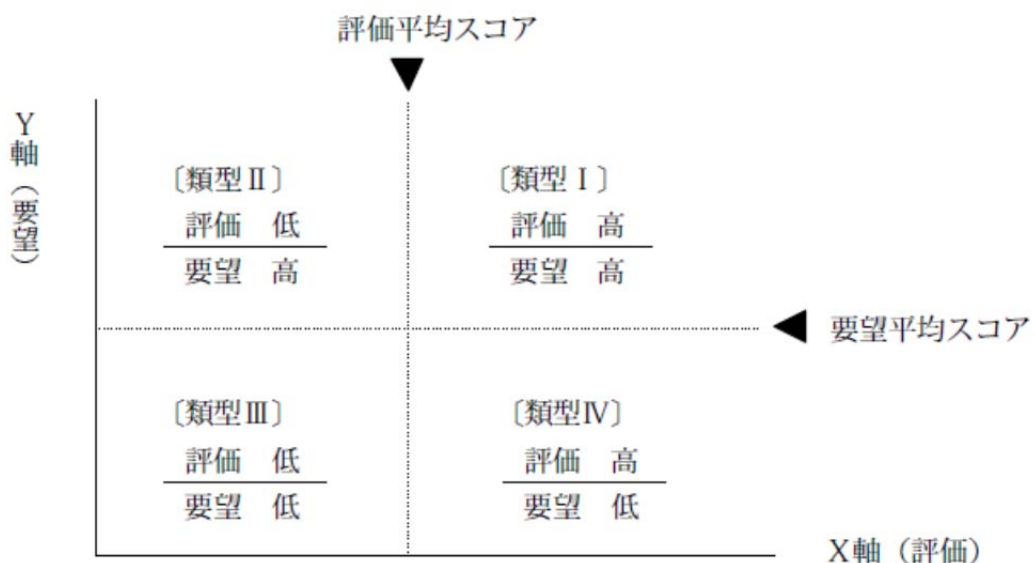 評価平均スコア
Y軸（要望）
〔類型Ⅱ〕
評価 低
要望 高
〔類型Ⅰ〕
評価 高
要望 高
要望平均スコア
〔類型Ⅲ〕
評価 低
要望 低
〔類型Ⅳ〕
評価 高
要望 低
X軸（評価）